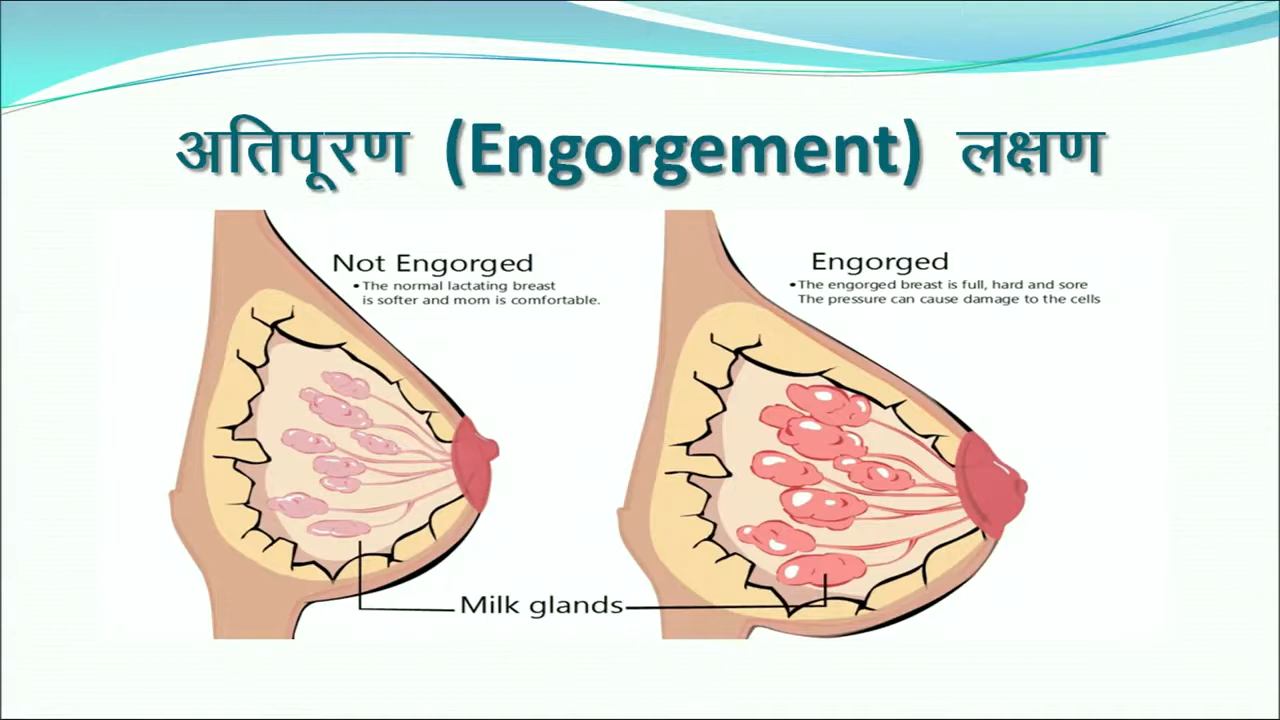 अतिपूरण (Engorgement) लक्षण
Not Engorged
•The normal lactating breast
is softer and mom is comfortable.
Engorged
•The engorged breast is full, hard and sore
The pressure can cause damage to the cells
Milk glands